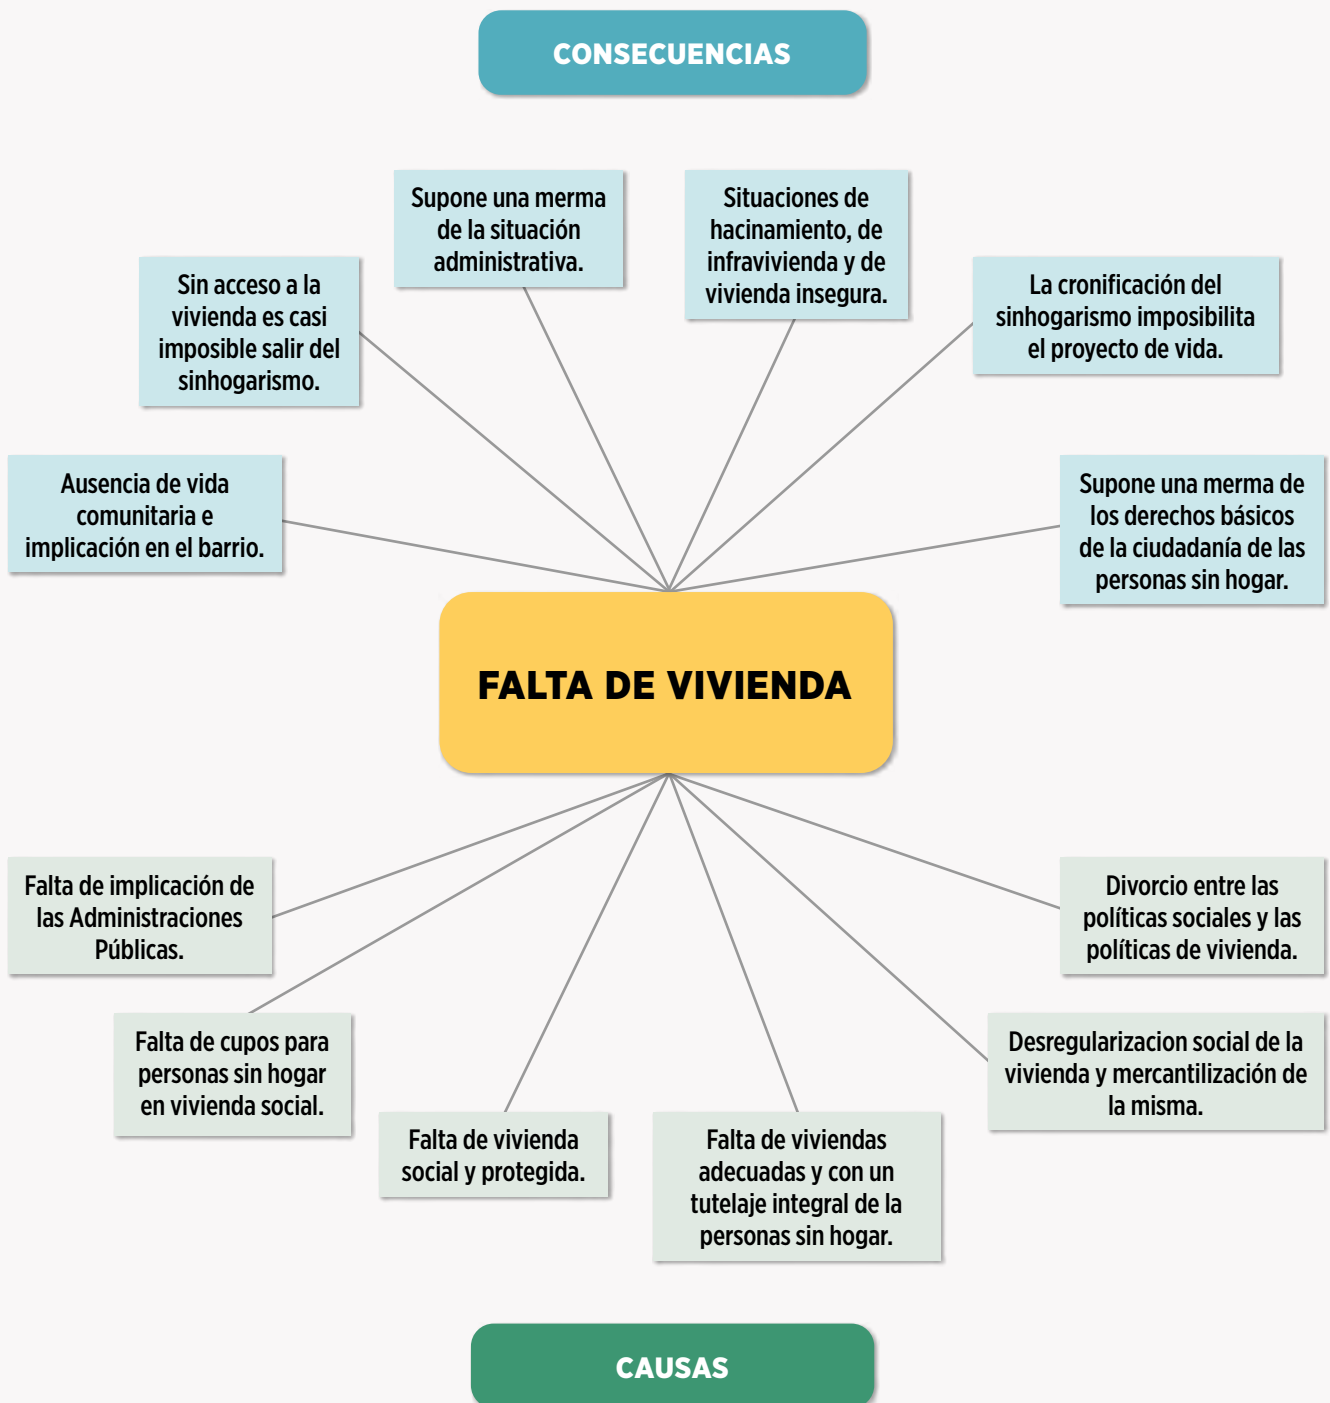 CONSECUENCIAS
Supone una merma
de la situación
administrativa.
Situaciones de
hacinamiento, de
infravivienda y de
vivienda insegura.
Sin acceso a la
vivienda es casi
imposible salir del
sinhogarismo.
La cronificación del
sinhogarismo imposibilita
el proyecto de vida.
Ausencia de vida
comunitaria e
implicación en el barrio.
Supone una merma de
los derechos básicos
de la ciudadanía de las
personas sin hogar.
FALTA DE VIVIENDA
Falta de implicación de
las Administraciones
Públicas.
Divorcio entre las
políticas sociales y las
políticas de vivienda.
Falta de cupos para
personas sin hogar
en vivienda social.
Desregularizacion social de la
vivienda y mercantilización de
la misma.
Falta de vivienda
social y protegida.
Falta de viviendas
adecuadas y con un
tutelaje integral de la
personas sin hogar.
CAUSAS